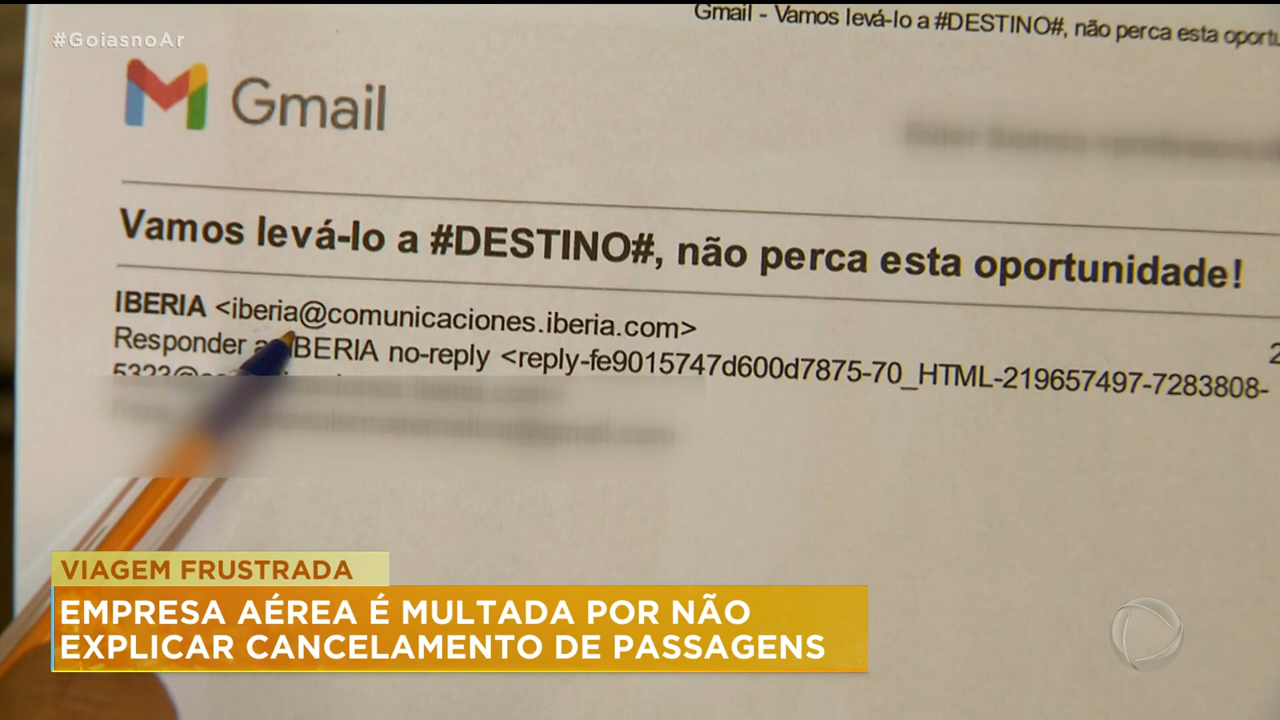 #GoiasnoAr
Gmail - Vamos levá-lo a #DESTINO#, não perca esta oportu
Gmail
Vamos levá-lo a #DESTINO#, não perca esta oportunidade!
IBERIA <iberia@comunicaciones.iberia.com>
Responder a: IBERIA no-reply <reply-fe9015747d600d7875-70_HTML-219657497-7283808-
VIAGEM FRUSTRADA
EMPRESA AÉREA É MULTADA POR NÃO
EXPLICAR CANCELAMENTO DE PASSAGENS